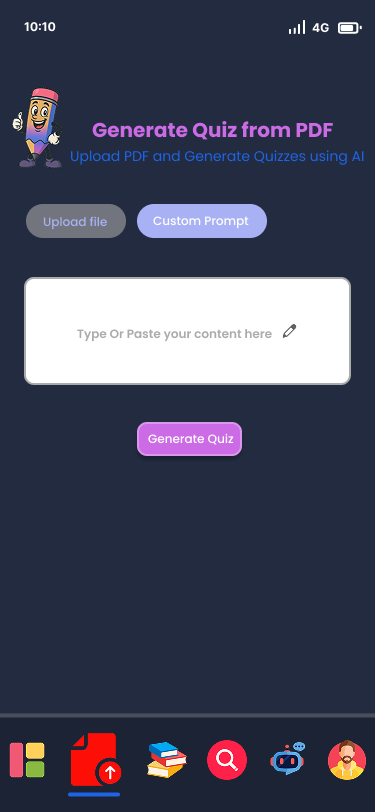 10:10
4G
Generate Quiz from PDF
Upload PDF and Generate Quizzes using AI
Upload file
Custom Prompt
Type Or Paste your content here
Generate Quiz